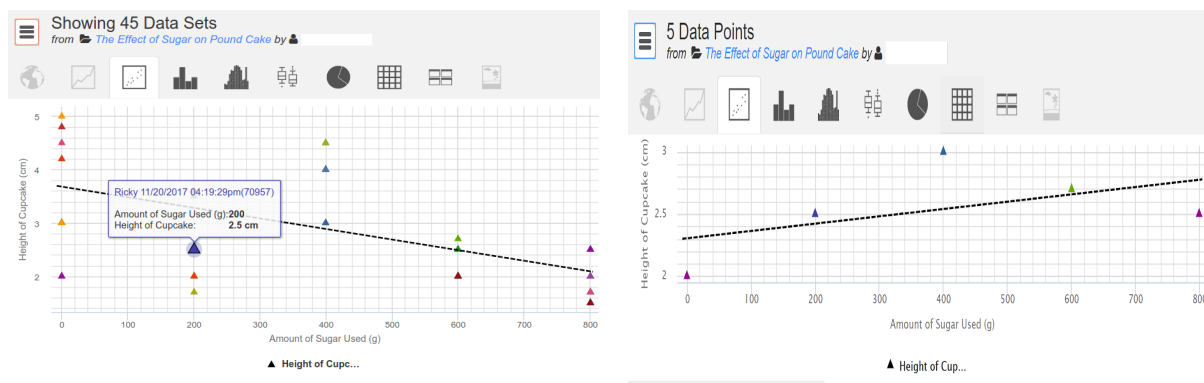 Showing 45 Data Sets
from The Effect of Sugar on Pound Cake by
5
4
3
2
Height of Cupcake (cm)
Ricky 11/20/2017 04:19:29pm(70957)
Amount of Sugar Used (g):200
Height of Cupcake: 2.5 cm
0 100 200 300 400 500 600 700 800
Amount of Sugar Used (g)
Height of Cupc...
5 Data Points
from The Effect of Sugar on Pound Cake by
3
2.5
2
Height of Cupcake (cm)
0 100 200 300 400 500 600 700 800
Amount of Sugar Used (g)
Height of Cup...